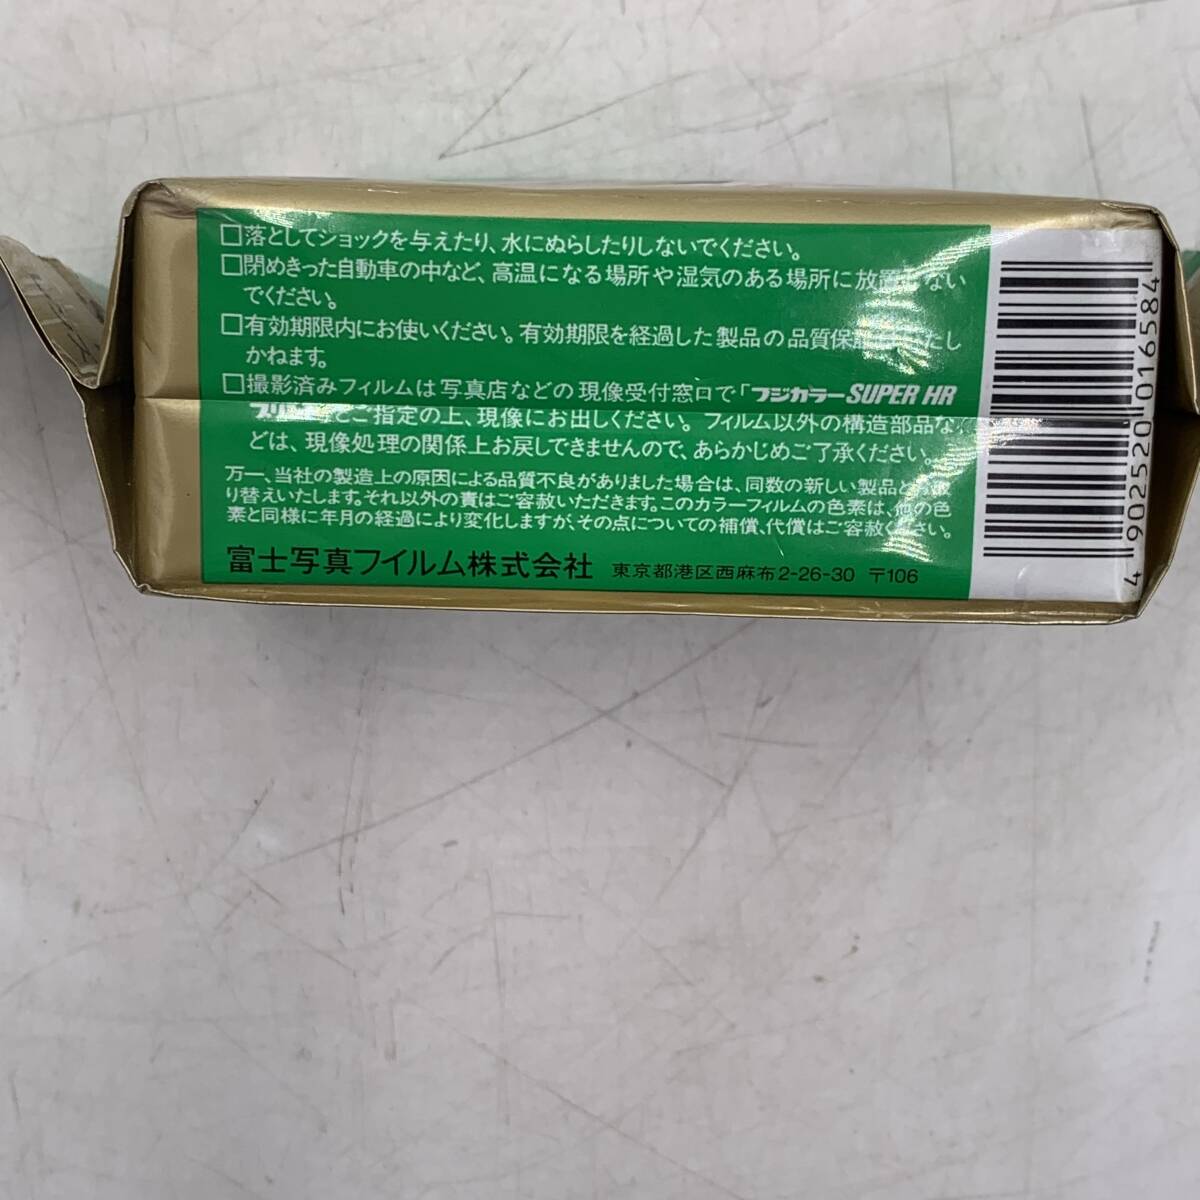 □落としてショックを与えたり、水にぬらしたりしないでください。
□閉めきった自動車の中など、高温になる場所や湿気のある場所に放置しない
でください。
□有効期限内にお使いください。有効期限を経過した製品の品質保証はいたし
かねます。
□撮影済みフィルムは写真店などの現像受付窓口で「フジカラーSUPER HR
プリント」とご指定の上、現像にお出しください。フィルム以外の構造部品な
どは、現像処理の関係上お戻しできませんので、あらかじめご了承ください。
万一、当社の製造上の原因による品質不良がありました場合は、同数の新しい製品とお取
り替えいたします。それ以外の責はご容赦いただきます。このカラーフィルムの色素は、他の色
素と同様に年月の経過により変化しますが、その点についての補償、代償はご容赦ください。
富士写真フイルム株式会社 東京都港区西麻布2-26-30 〒106
4902520016584